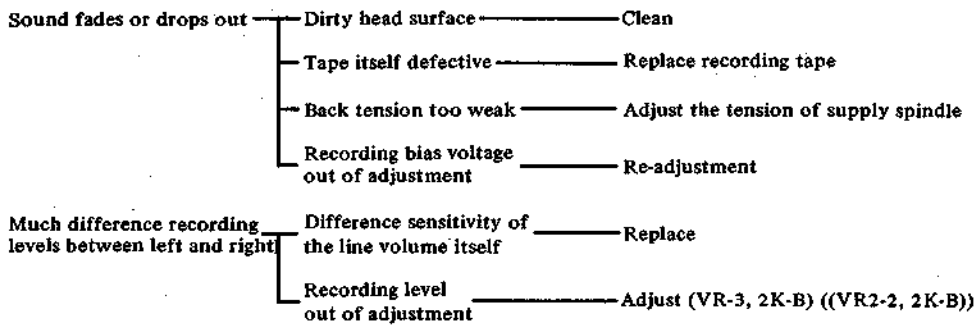 Sound fades or drops out
Dirty head surface
Clean
Tape itself defective
Replace recording tape
Back tension too weak
Adjust the tension of supply spindle
Recording bias voltage
out of adjustment
Re-adjustment
Much difference recording
levels between left and right
Difference sensitivity of
the line volume itself
Replace
Recording level
out of adjustment
Adjust (VR-3, 2K-B) ((VR2-2, 2K-B))